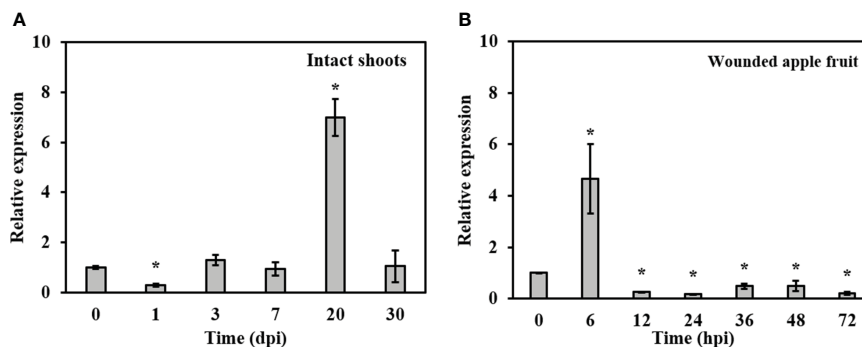 A
Relative expression
10
8
6
4
2
0
Intact shoots
*
*
0 1 3 7 20 30
Time (dpi)
B
Relative expression
10
8
6
4
2
0
Wounded apple fruit
*
* * * * *
0 6 12 24 36 48 72
Time (hpi)